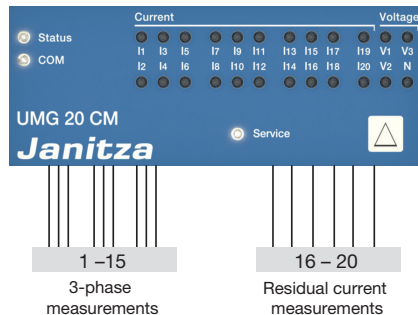 Current Voltage
Status
COM
I1 I3 I5 I7 I9 I11 I13 I15 I17 I19 V1 V3
I2 I4 I6 I8 I10 I12 I14 I16 I18 I20 V2 N
UMG 20 CM
Janitza
Service
1 –15
16 – 20
3-phase
measurements
Residual current
measurements